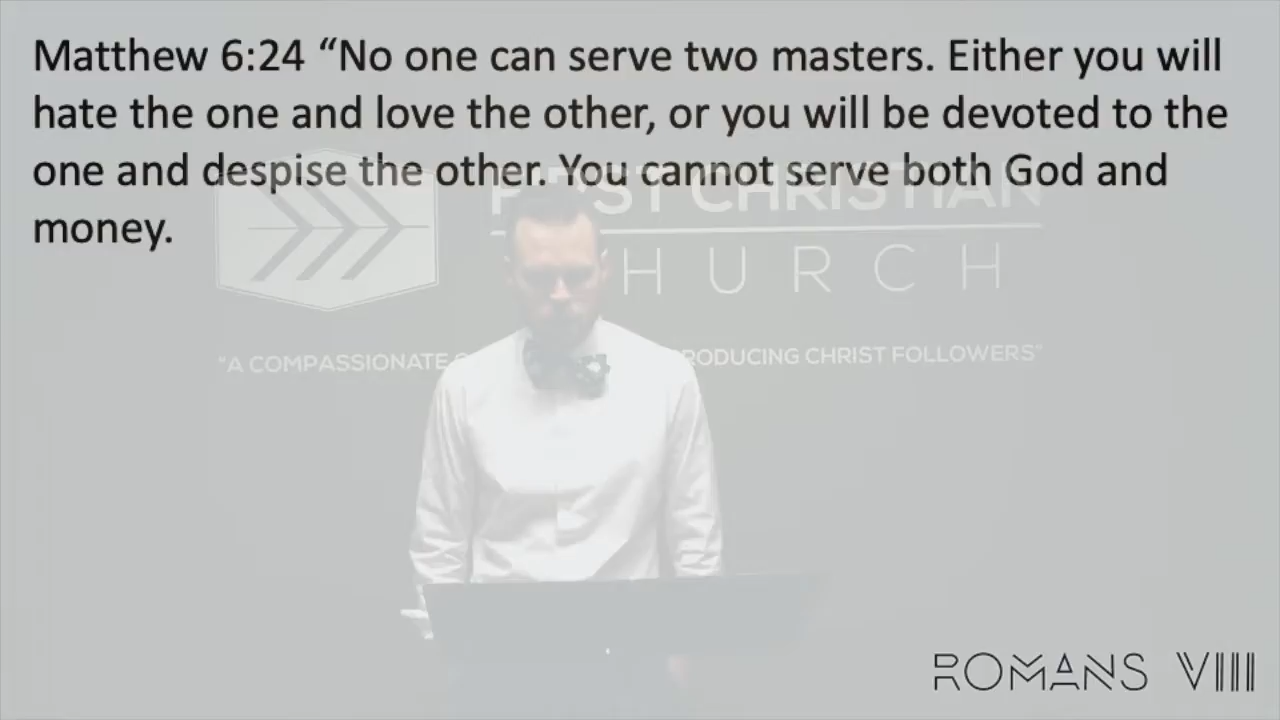 Matthew 6:24 “No one can serve two masters. Either you will
hate the one and love the other, or you will be devoted to the
one and despise the other. You cannot serve both God and
money.
FIRST CHRISTIAN
HURCH
"A COMPASSIONATE
RODUCING CHRIST FOLLOWERS"
ROMANS VIII